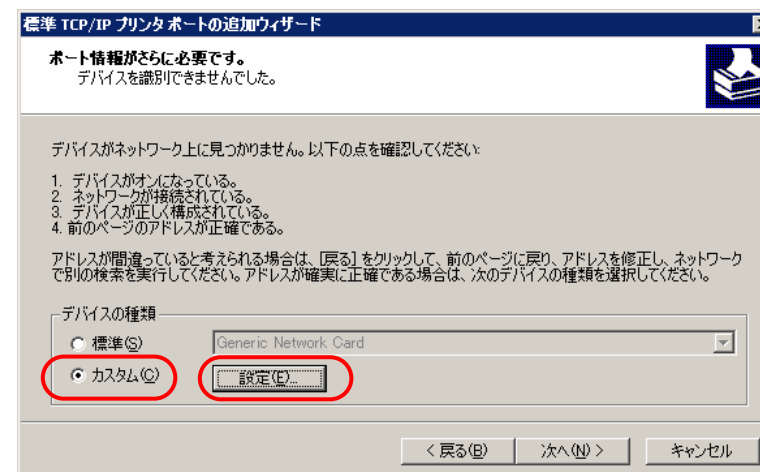 標準 TCP/IP プリンタ ポートの追加ウィザード
ポート情報がさらに必要です。
デバイスを識別できませんでした。
デバイスがネットワーク上に見つかりません。以下の点を確認してください:
1. デバイスがオンになっている。
2. ネットワークが接続されている。
3. デバイスが正しく構成されている。
4. 前のページのアドレスが正確である。
アドレスが間違っていると考えられる場合は、[戻る] をクリックして、前のページに戻り、アドレスを修正し、ネットワーク
で別の検索を実行してください。アドレスが確実に正確である場合は、次のデバイスの種類を選択してください。
デバイスの種類
標準(S)
Generic Network Card
カスタム(C)
設定(E)...
< 戻る(B)
次へ(N) >
キャンセル